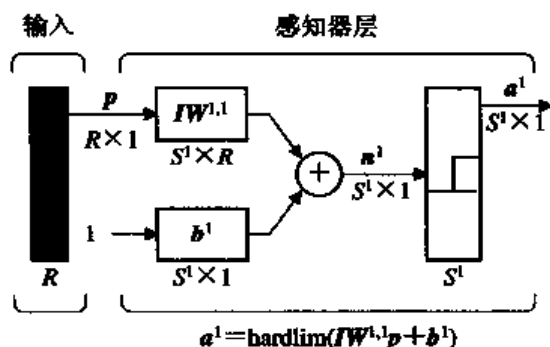 输入
感知器层
p
R×1
IW¹,¹
S¹×R
n¹
S¹×1
a¹
S¹×1
1
b¹
S¹×1
R
S¹
a¹=hardlim(IW¹,¹p+b¹)